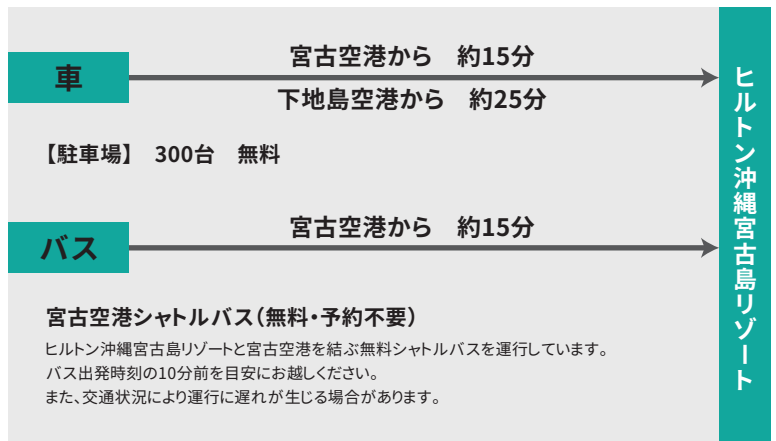 車
宮古空港から　約15分
下地島空港から　約25分
【駐車場】　300台　無料
バス
宮古空港から　約15分
宮古空港シャトルバス（無料・予約不要）
ヒルトン沖縄宮古島リゾートと宮古空港を結ぶ無料シャトルバスを運行しています。
バス出発時刻の10分前を目安にお越しください。
また、交通状況により運行に遅れが生じる場合があります。
ヒルトン沖縄宮古島リゾート